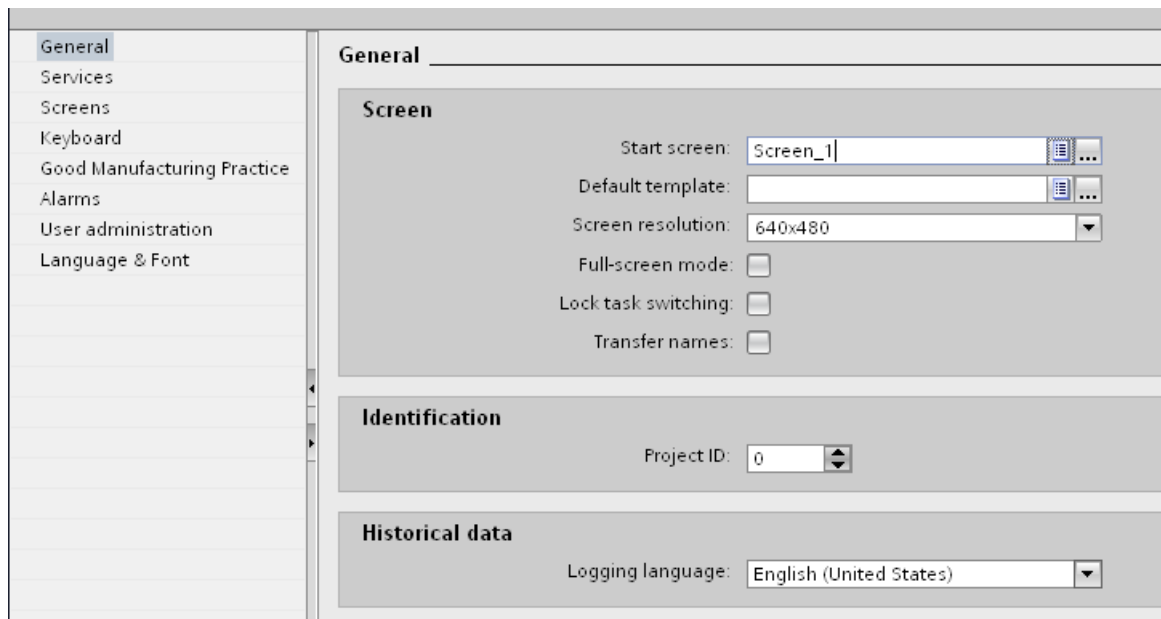 General
Services
Screens
Keyboard
Good Manufacturing Practice
Alarms
User administration
Language & Font
General
Screen
Start screen: Screen_1
Default template:
Screen resolution: 640x480
Full-screen mode:
Lock task switching:
Transfer names:
Identification
Project ID: 0
Historical data
Logging language: English (United States)